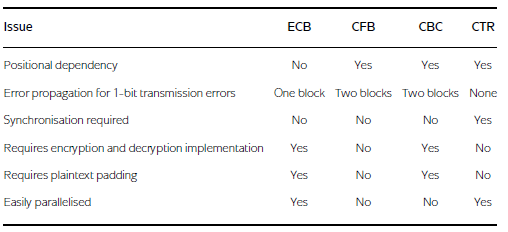 Issue ECB CFB CBC CTR
Positional dependency No Yes Yes Yes
Error propagation for 1-bit transmission errors One block Two blocks Two blocks None
Synchronisation required No No No Yes
Requires encryption and decryption implementation Yes No Yes No
Requires plaintext padding Yes No Yes No
Easily parallelised Yes No No Yes